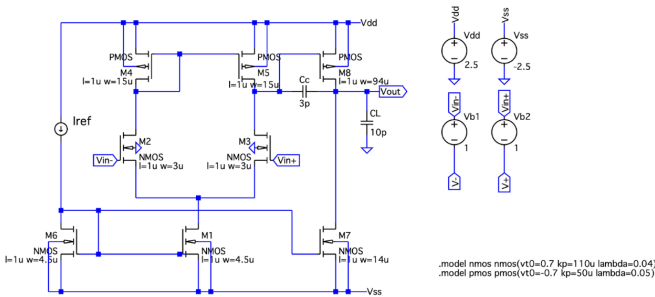 Vdd
PMOS
M4
l=1u w=15u
PMOS
M5
l=1u w=15u
PMOS
M8
l=1u w=94u
Cc
3p
Vout
CL
10p
Iref
M2
Vin-
NMOS
l=1u w=3u
M3
Vin+
NMOS
l=1u w=3u
M6
NMOS
l=1u w=4.5u
M1
NMOS
l=1u w=4.5u
M7
NMOS
l=1u w=14u
Vss
Vdd
Vdd
2.5
Vss
Vss
-2.5
Vin-
Vb1
1
V-
Vin+
Vb2
1
V+
.model nmos nmos(vt0=0.7 kp=110u lambda=0.04)
.model pmos pmos(vt0=-0.7 kp=50u lambda=0.05)